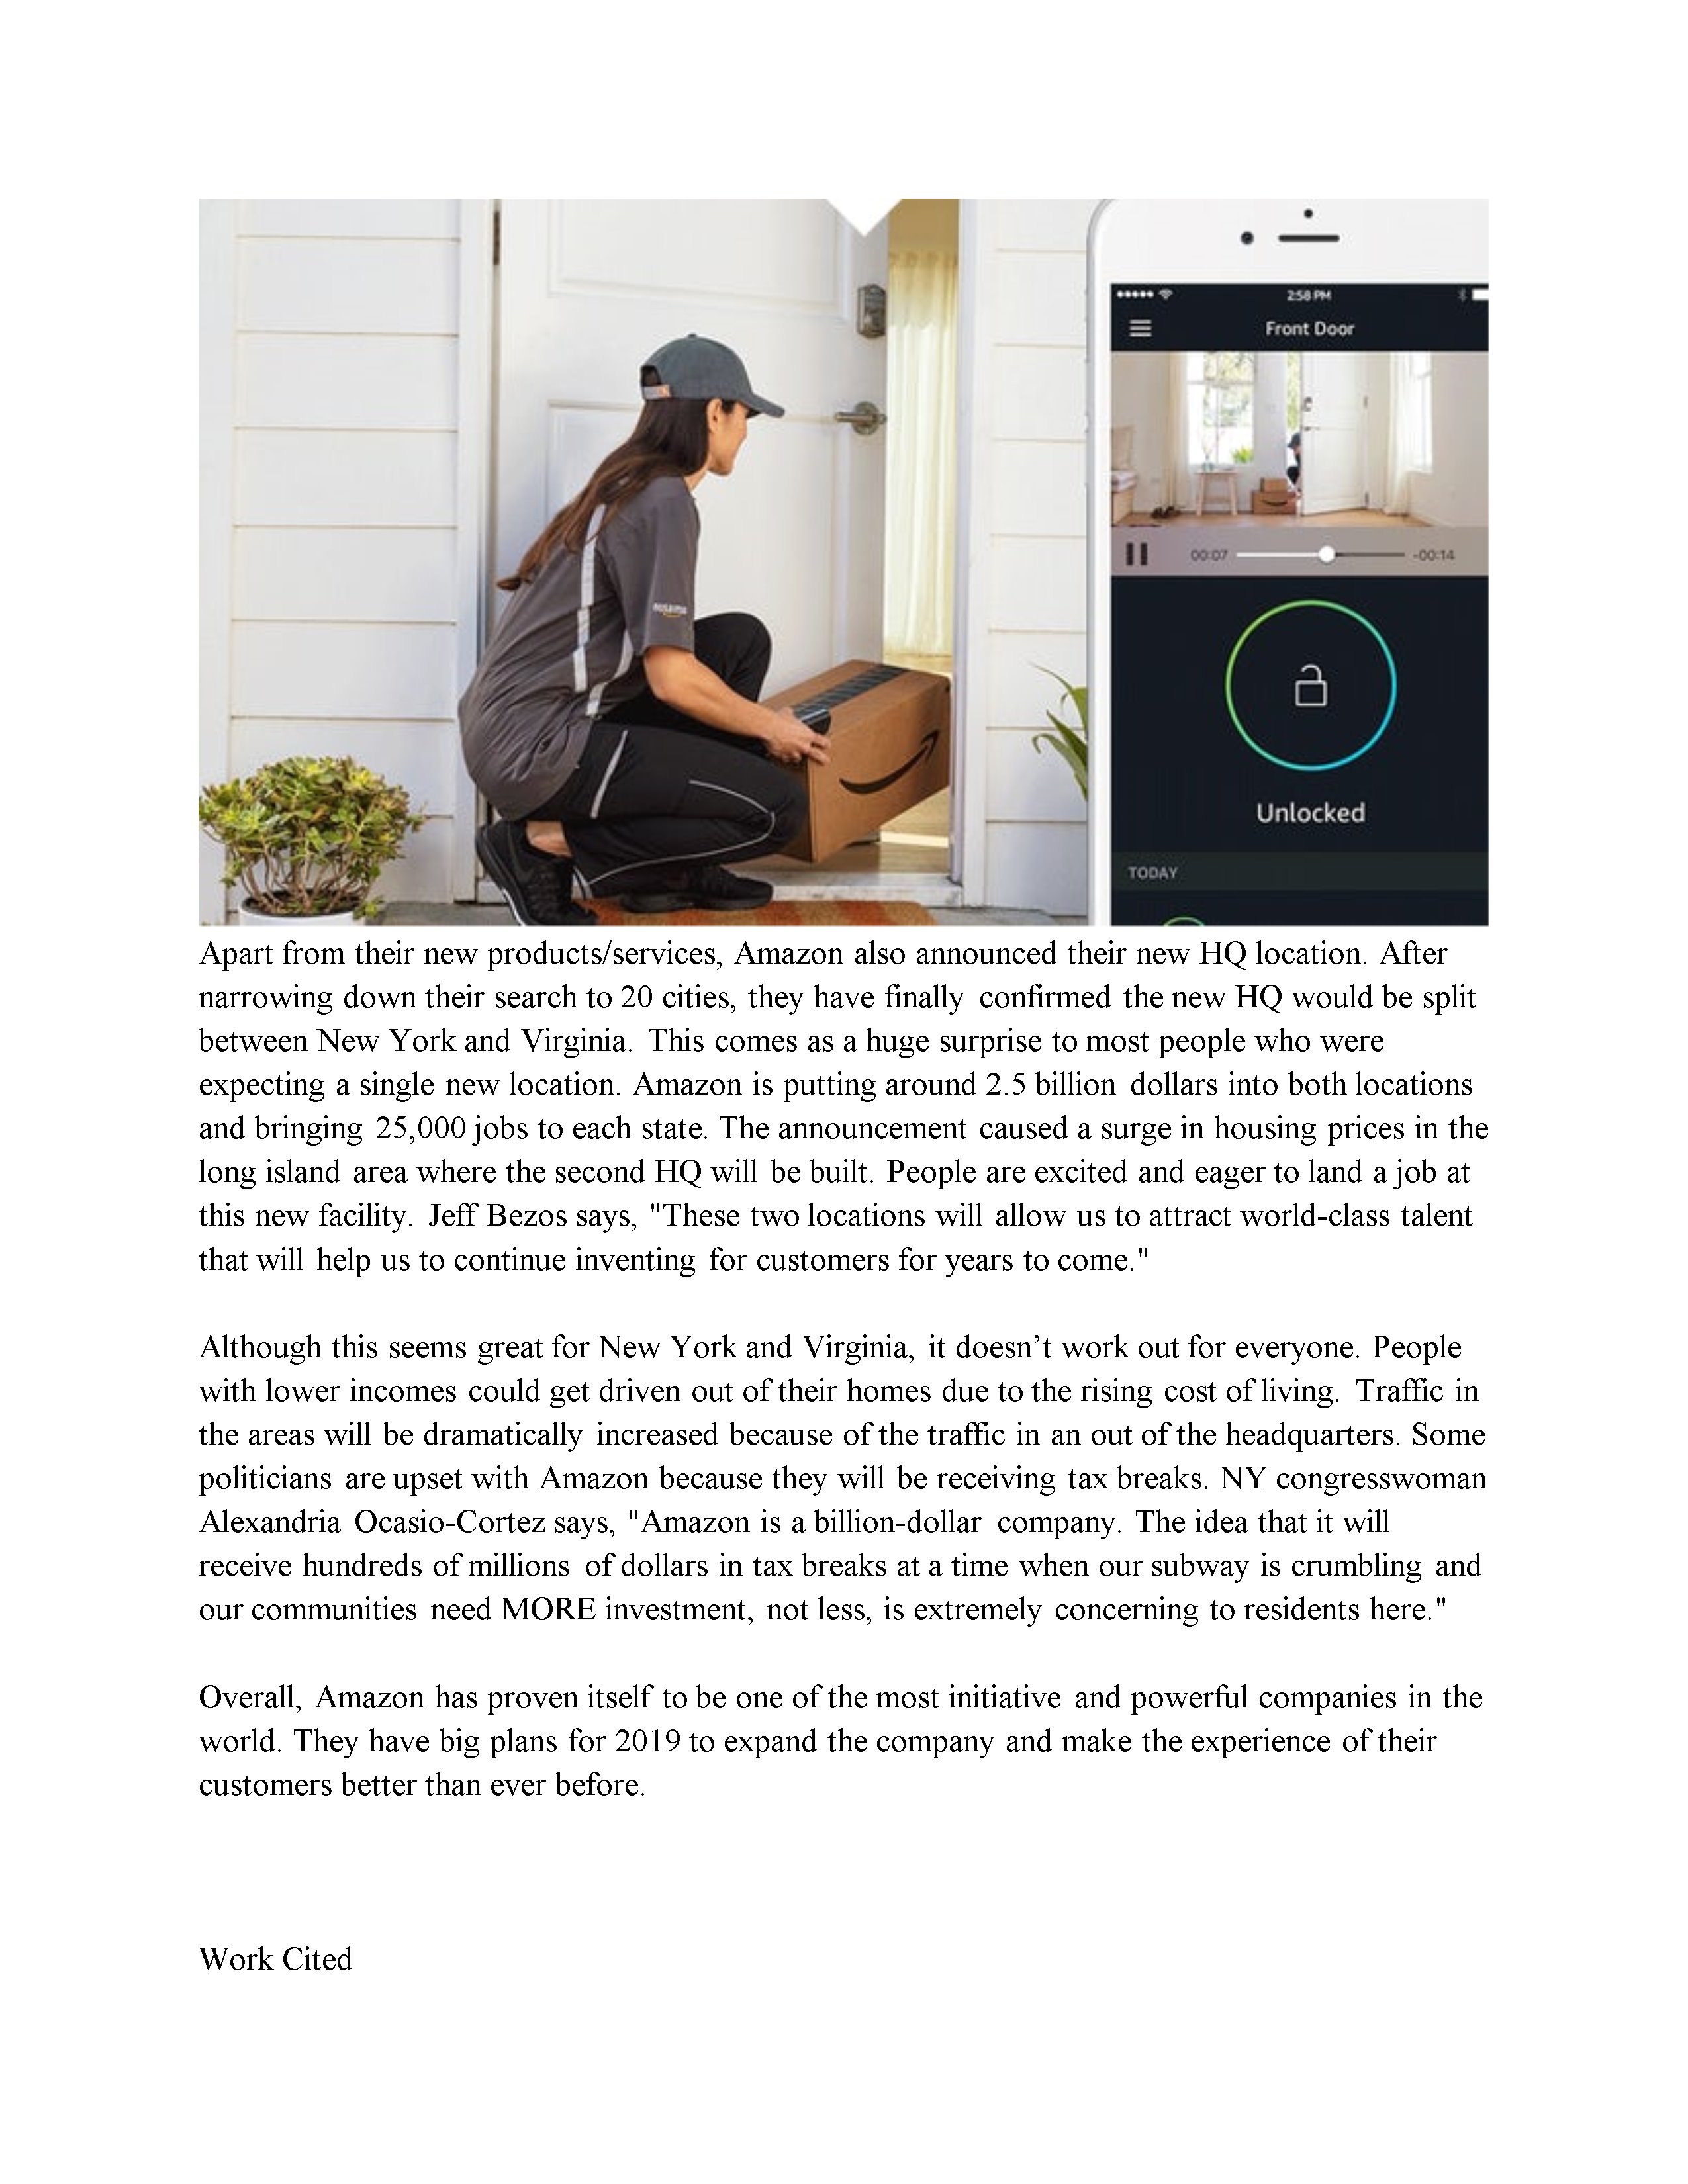 2:58 PM
Front Door
00:07
-00:14
Unlocked
TODAY
Apart from their new products/services, Amazon also announced their new HQ location. After
narrowing down their search to 20 cities, they have finally confirmed the new HQ would be split
between New York and Virginia. This comes as a huge surprise to most people who were
expecting a single new location. Amazon is putting around 2.5 billion dollars into both locations
and bringing 25,000 jobs to each state. The announcement caused a surge in housing prices in the
long island area where the second HQ will be built. People are excited and eager to land a job at
this new facility. Jeff Bezos says, "These two locations will allow us to attract world-class talent
that will help us to continue inventing for customers for years to come."
Although this seems great for New York and Virginia, it doesn’t work out for everyone. People
with lower incomes could get driven out of their homes due to the rising cost of living. Traffic in
the areas will be dramatically increased because of the traffic in an out of the headquarters. Some
politicians are upset with Amazon because they will be receiving tax breaks. NY congresswoman
Alexandria Ocasio-Cortez says, "Amazon is a billion-dollar company. The idea that it will
receive hundreds of millions of dollars in tax breaks at a time when our subway is crumbling and
our communities need MORE investment, not less, is extremely concerning to residents here."
Overall, Amazon has proven itself to be one of the most initiative and powerful companies in the
world. They have big plans for 2019 to expand the company and make the experience of their
customers better than ever before.
Work Cited